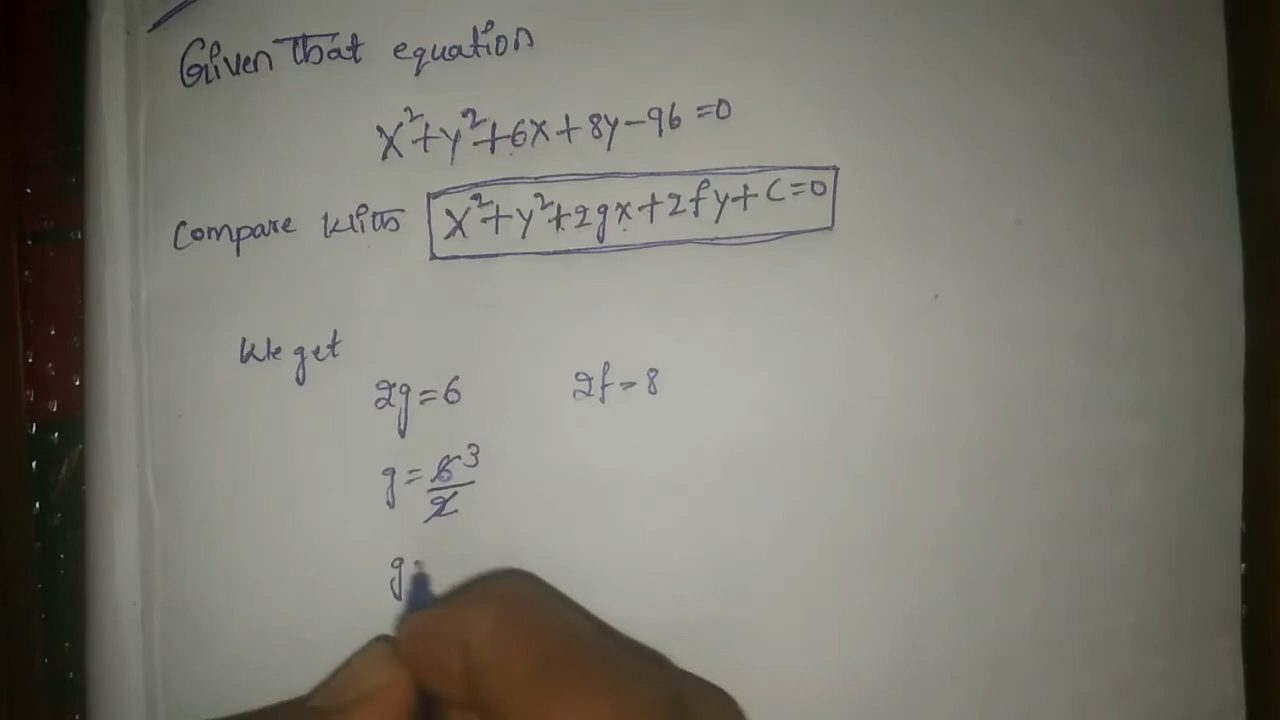 Given That equation
x²+y²+6x+8y-96=0
Compare With x²+y²+2gx+2fy+c=0
We get
2g=6 2f=8
g=6/2 3
g=